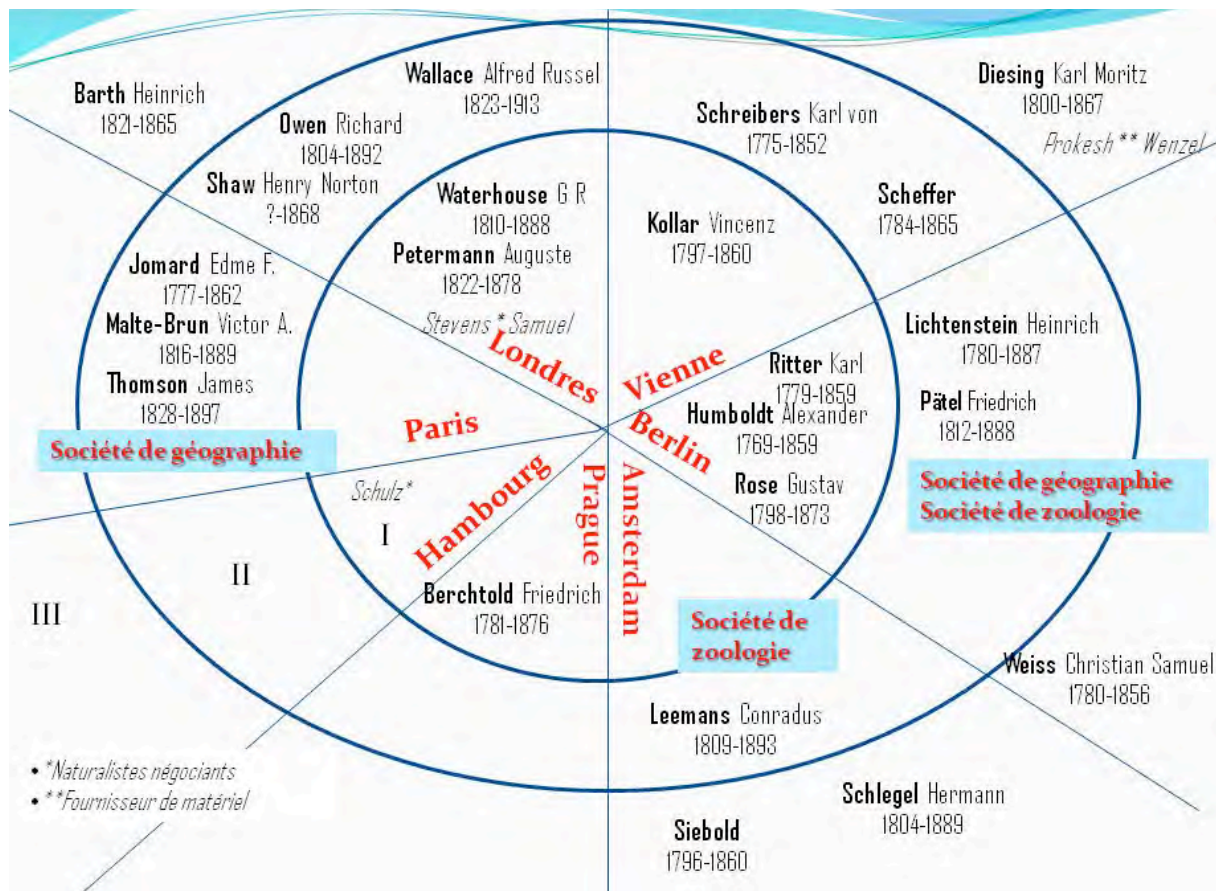 Barth Heinrich
1821-1865
Wallace Alfred Russel
1823-1913
Owen Richard
1804-1892
Shaw Henry Norton
?-1868
Waterhouse G R
1810-1888
Petermann Auguste
1822-1878
Stevens * Samuel
Londres
Diesing Karl Moritz
1800-1867
Prokesh ** Wenzel
Schreibers Karl von
1775-1852
Scheffer
1784-1865
Kollar Vincenz
1797-1860
Vienne
Jomard Edme F.
1777-1862
Malte-Brun Victor A.
1816-1889
Thomson James
1828-1897
Société de géographie
Paris
Lichtenstein Heinrich
1780-1887
Ritter Karl
1779-1859
Humboldt Alexander
1769-1859
Pätel Friedrich
1812-1888
Rose Gustav
1798-1873
Berlin
Société de géographie
Société de zoologie
Weiss Christian Samuel
1780-1856
Schulz*
Hambourg
I
II
III
Prague
Berchtold Friedrich
1781-1876
Amsterdam
Société de
zoologie
Leemans Conradus
1809-1893
Schlegel Hermann
1804-1889
Siebold
1796-1860
• *Naturalistes négociants
• **Fournisseur de matériel